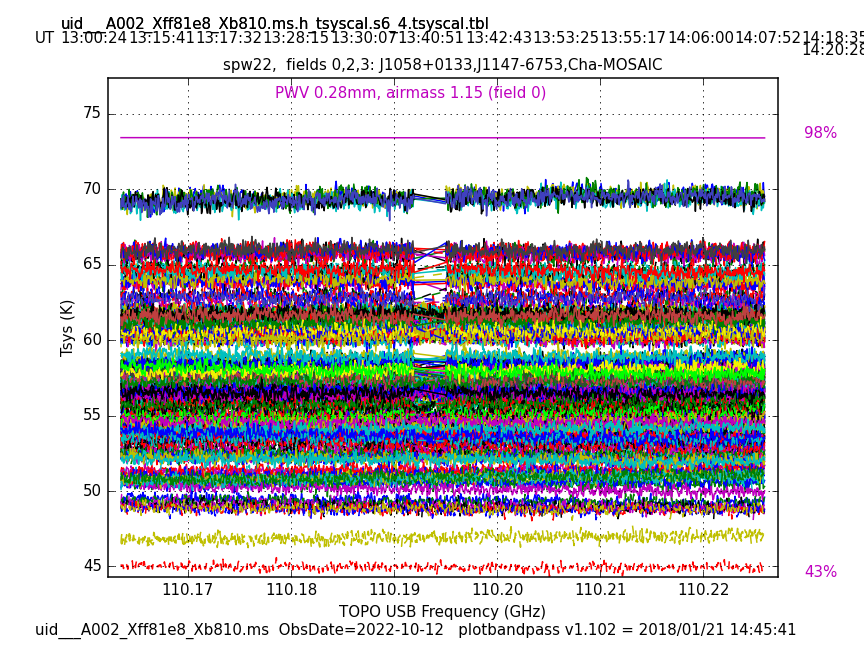 uid___A002_Xff81e8_Xb810.ms.h_tsyscal.s6_4.tsyscal.tbl
UT 13:00:24 13:15:41 13:17:32 13:28:15 13:30:07 13:40:51 13:42:43 13:53:25 13:55:17 14:06:00 14:07:52 14:18:35
14:20:28
spw22, fields 0,2,3: J1058+0133,J1147-6753,Cha-MOSAIC
PWV 0.28mm, airmass 1.15 (field 0)
98%
43%
75
70
65
60
55
50
45
Tsys (K)
110.17 110.18 110.19 110.20 110.21 110.22
TOPO USB Frequency (GHz)
uid___A002_Xff81e8_Xb810.ms ObsDate=2022-10-12 plotbandpass v1.102 = 2018/01/21 14:45:41